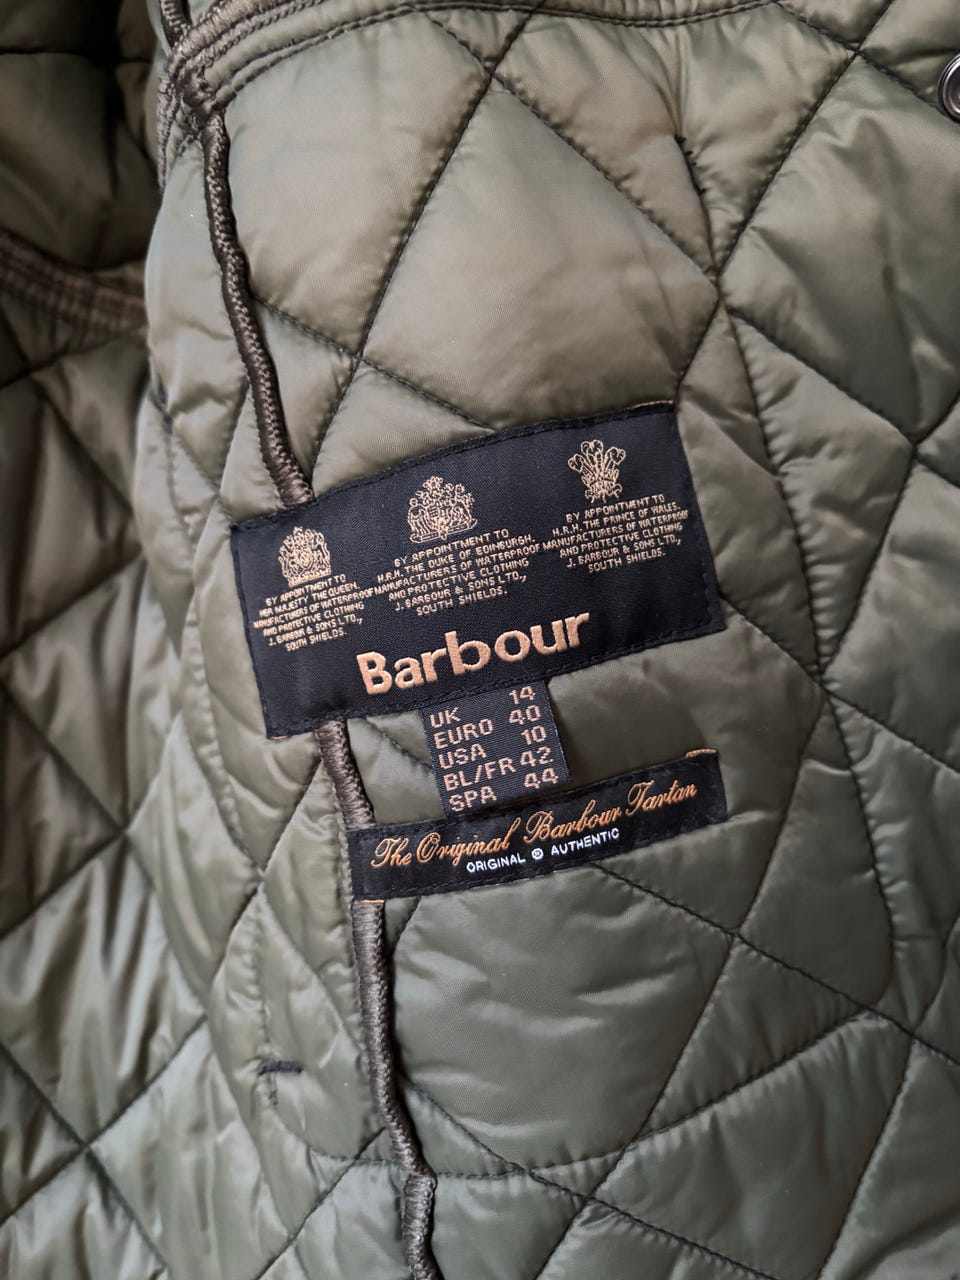 BY APPOINTMENT TO
HER MAJESTY THE QUEEN.
MANUFACTURERS OF WATERPROOF
AND PROTECTIVE CLOTHING
J. BARBOUR & SONS LTD.,
SOUTH SHIELDS.
BY APPOINTMENT TO
H.R.H. THE DUKE OF EDINBURGH.
MANUFACTURERS OF WATERPROOF
AND PROTECTIVE CLOTHING
J. BARBOUR & SONS LTD.,
SOUTH SHIELDS.
BY APPOINTMENT TO
H.R.H. THE PRINCE OF WALES.
MANUFACTURERS OF WATERPROOF
AND PROTECTIVE CLOTHING
J. BARBOUR & SONS LTD.,
SOUTH SHIELDS.
Barbour
UK 14
EURO 40
USA 10
BL/FR 42
SPA 44
The Original Barbour Tartan
ORIGINAL ® AUTHENTIC